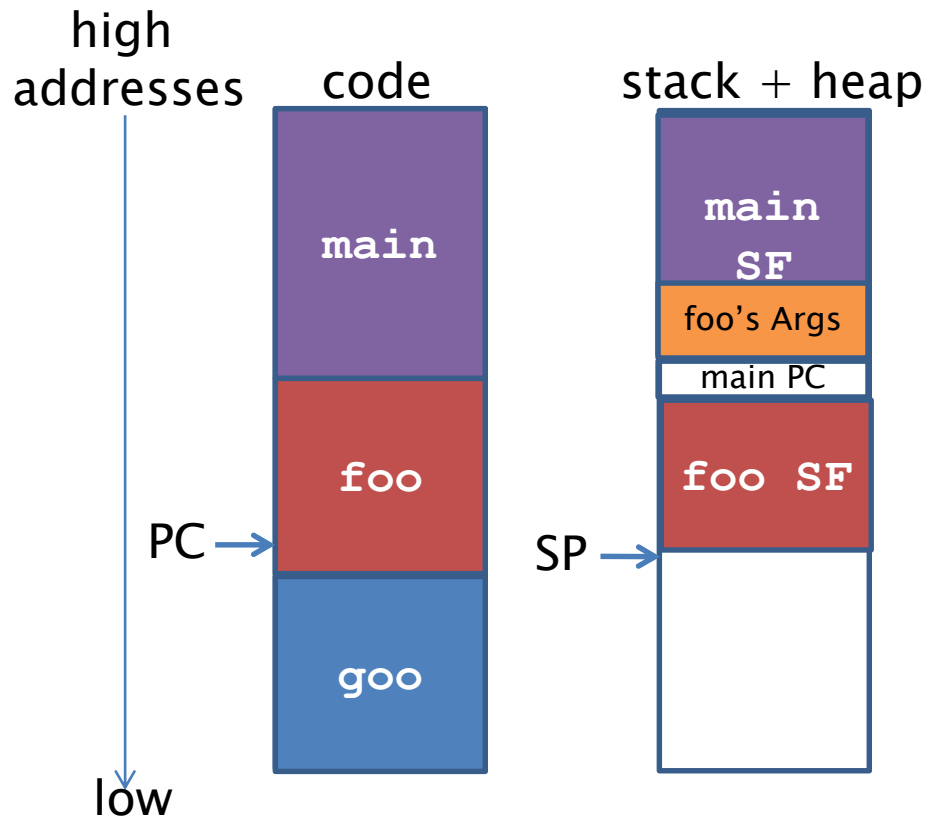 high
addresses
code
stack + heap
main
main
SF
foo's Args
main PC
foo
foo SF
PC
SP
goo
low